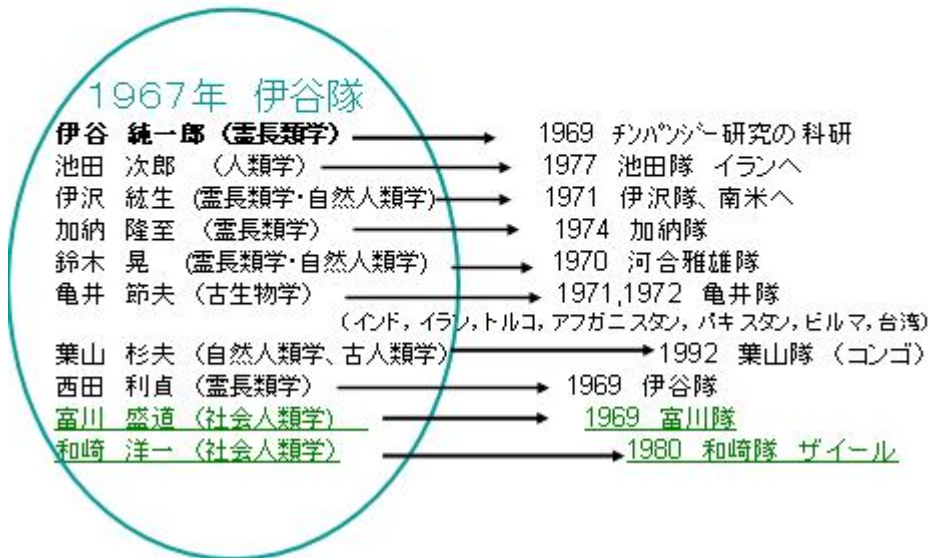 1967年 伊谷隊
伊谷 純一郎 (霊長類学) 1969 チンパンジー研究の科研
池田 次郎 (人類学) 1977 池田隊 イランへ
伊沢 紘生 (霊長類学・自然人類学) 1971 伊沢隊、南米へ
加納 隆至 (霊長類学) 1974 加納隊
鈴木 晃 (霊長類学・自然人類学) 1970 河合雅雄隊
亀井 節夫 (古生物学) 1971,1972 亀井隊
(インド, イラン,トルコ, アフガニスタン, パキスタン, ビルマ, 台湾)
葉山 杉夫 (自然人類学、古人類学) 1992 葉山隊 (コンゴ)
西田 利貞 (霊長類学) 1969 伊谷隊
富川 盛道 (社会人類学) 1969 富川隊
和崎 洋一 (社会人類学) 1980 和崎隊 ザイール